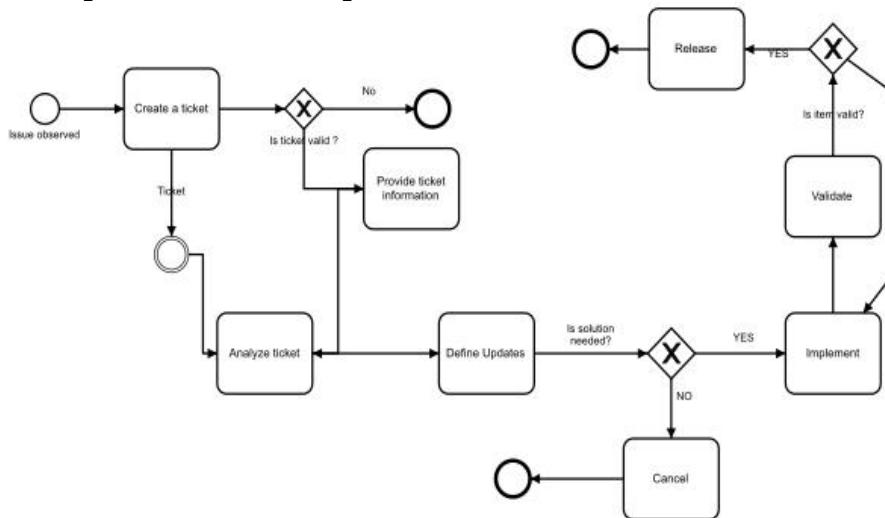 Release
YES
Is item valid?
Create a ticket
No
Issue observed
Is ticket valid ?
Ticket
Provide ticket
information
Validate
Analyze ticket
Define Updates
Is solution
needed?
YES
Implement
NO
Cancel